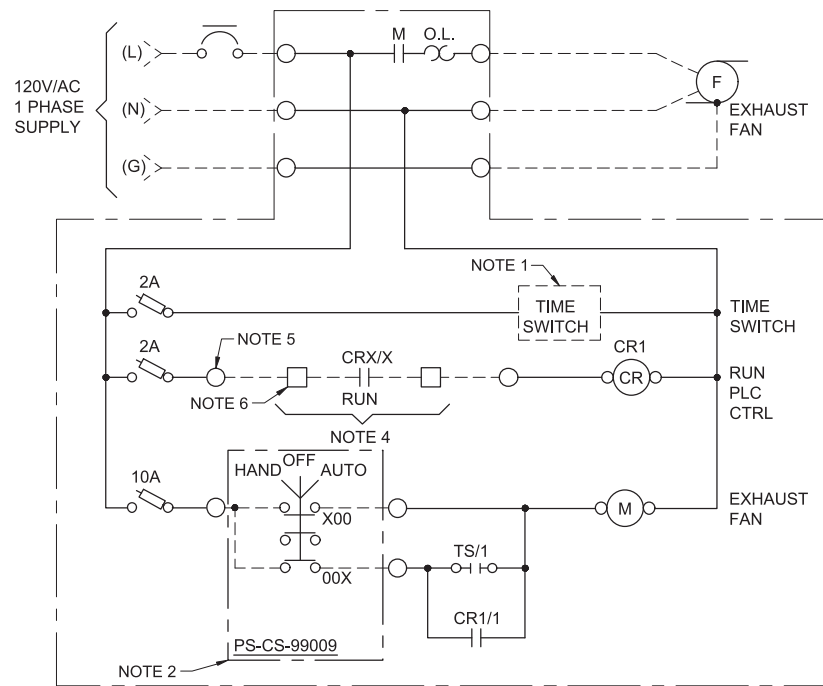 M O.L.
(L)
120V/AC
1 PHASE
SUPPLY
(N)
(G)
F
EXHAUST
FAN
NOTE 1
2A
TIME
SWITCH
TIME
SWITCH
2A
NOTE 5
CRX/X
CR1
CR
RUN
PLC
CTRL
NOTE 6
RUN
NOTE 4
10A
HAND
OFF
AUTO
X00
M
EXHAUST
FAN
TS/1
00X
CR1/1
PS-CS-99009
NOTE 2